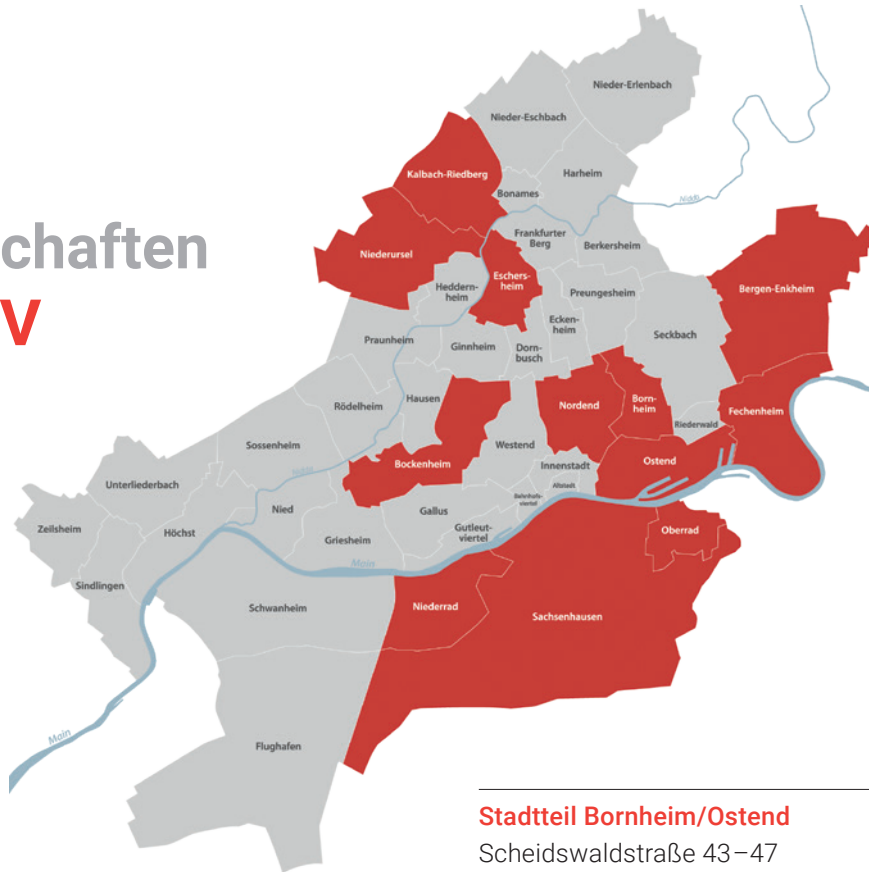 Nieder-Erlenbach
Nieder-Eschbach
Kalbach-Riedberg
Harheim
Bonames
Nidda
chaften
V
Frankfurter
Berg
Berkersheim
Niederursel
Eschers-
heim
Heddern-
heim
Preungesheim
Bergen-Enkheim
Ecken-
heim
Seckbach
Praunheim
Ginnheim
Dorn-
busch
Hausen
Rödelheim
Nordend
Born-
heim
Fechenheim
Riederwald
Sossenheim
Westend
Bockenheim
Innenstadt
Ostend
Nidda
Unterliederbach
Altstadt
Bahnhofs-
viertel
Nied
Gallus
Zeilsheim
Höchst
Griesheim
Gutleut-
viertel
Oberrad
Main
Sindlingen
Schwanheim
Niederrad
Sachsenhausen
Main
Flughafen
Stadtteil Bornheim/Ostend
Scheidswaldstraße 43–47